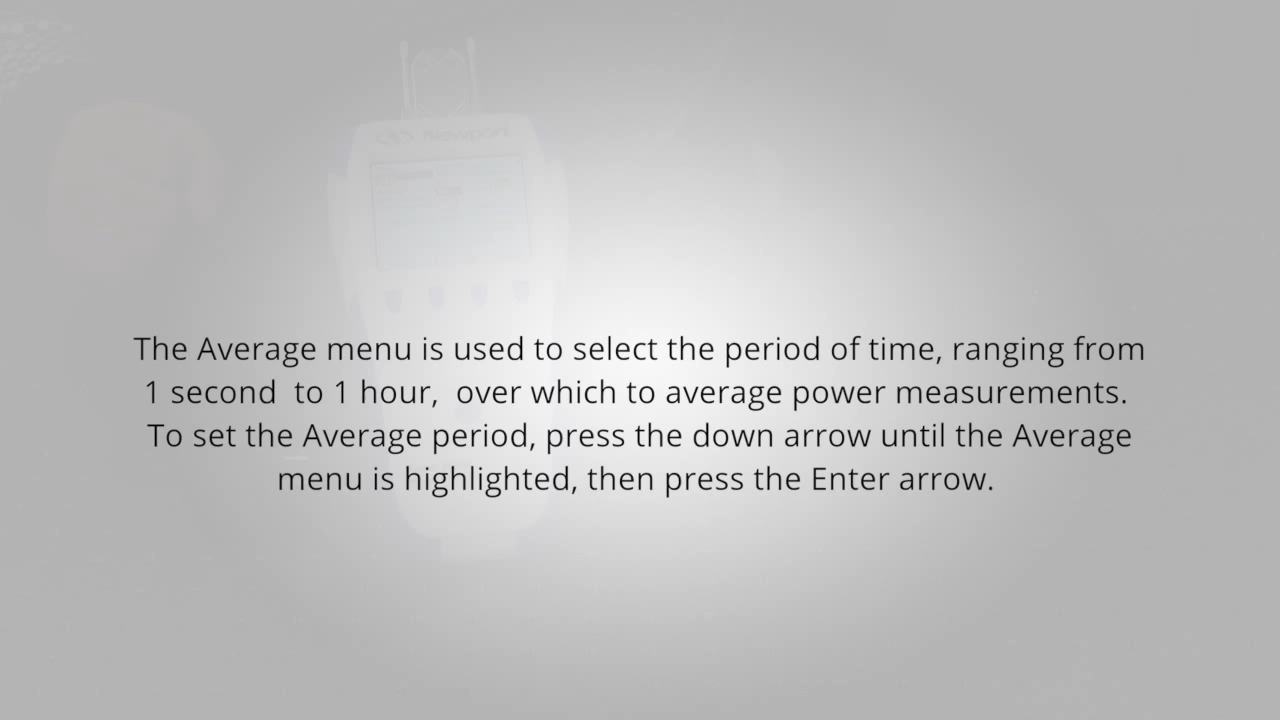 Newport
The Average menu is used to select the period of time, ranging from
1 second  to 1 hour,  over which to average power measurements.
To set the Average period, press the down arrow until the Average
menu is highlighted, then press the Enter arrow.